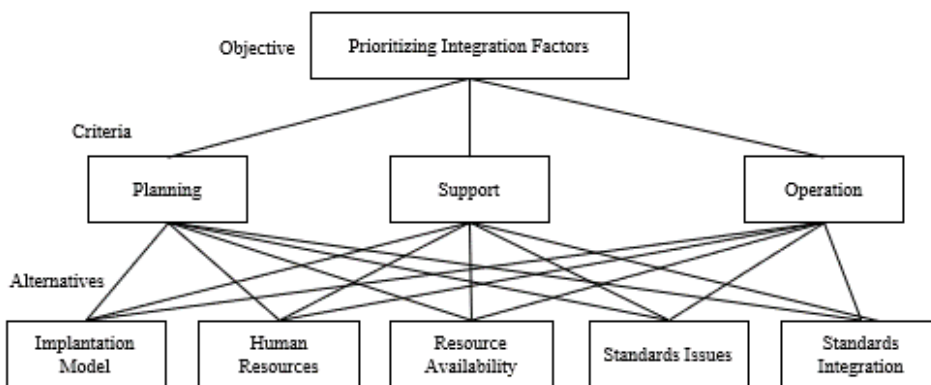 Objective
Prioritizing Integration Factors
Criteria
Planning
Support
Operation
Alternatives
Implantation
Model
Human
Resources
Resource
Availability
Standards Issues
Standards
Integration